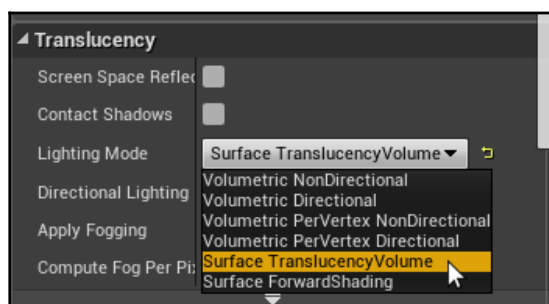 Translucency
Screen Space Reflec
Contact Shadows
Lighting Mode Surface TranslucencyVolume
Volumetric NonDirectional
Directional Lighting Volumetric Directional
Volumetric PerVertex NonDirectional
Apply Fogging Volumetric PerVertex Directional
Surface TranslucencyVolume
Compute Fog Per Pix Surface ForwardShading